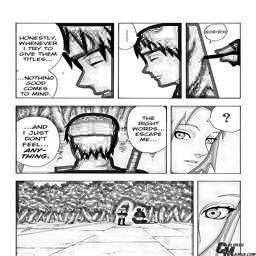 ...
HONESTLY,
WHENEVER
I TRY TO
GIVE THEM
TITLES...
...NOTHING
GOOD
COMES TO
MIND.
...AND I
JUST
DON'T
FEEL...
ANY-
THING.
THE
RIGHT
WORDS...
ESCAPE
ME...
?